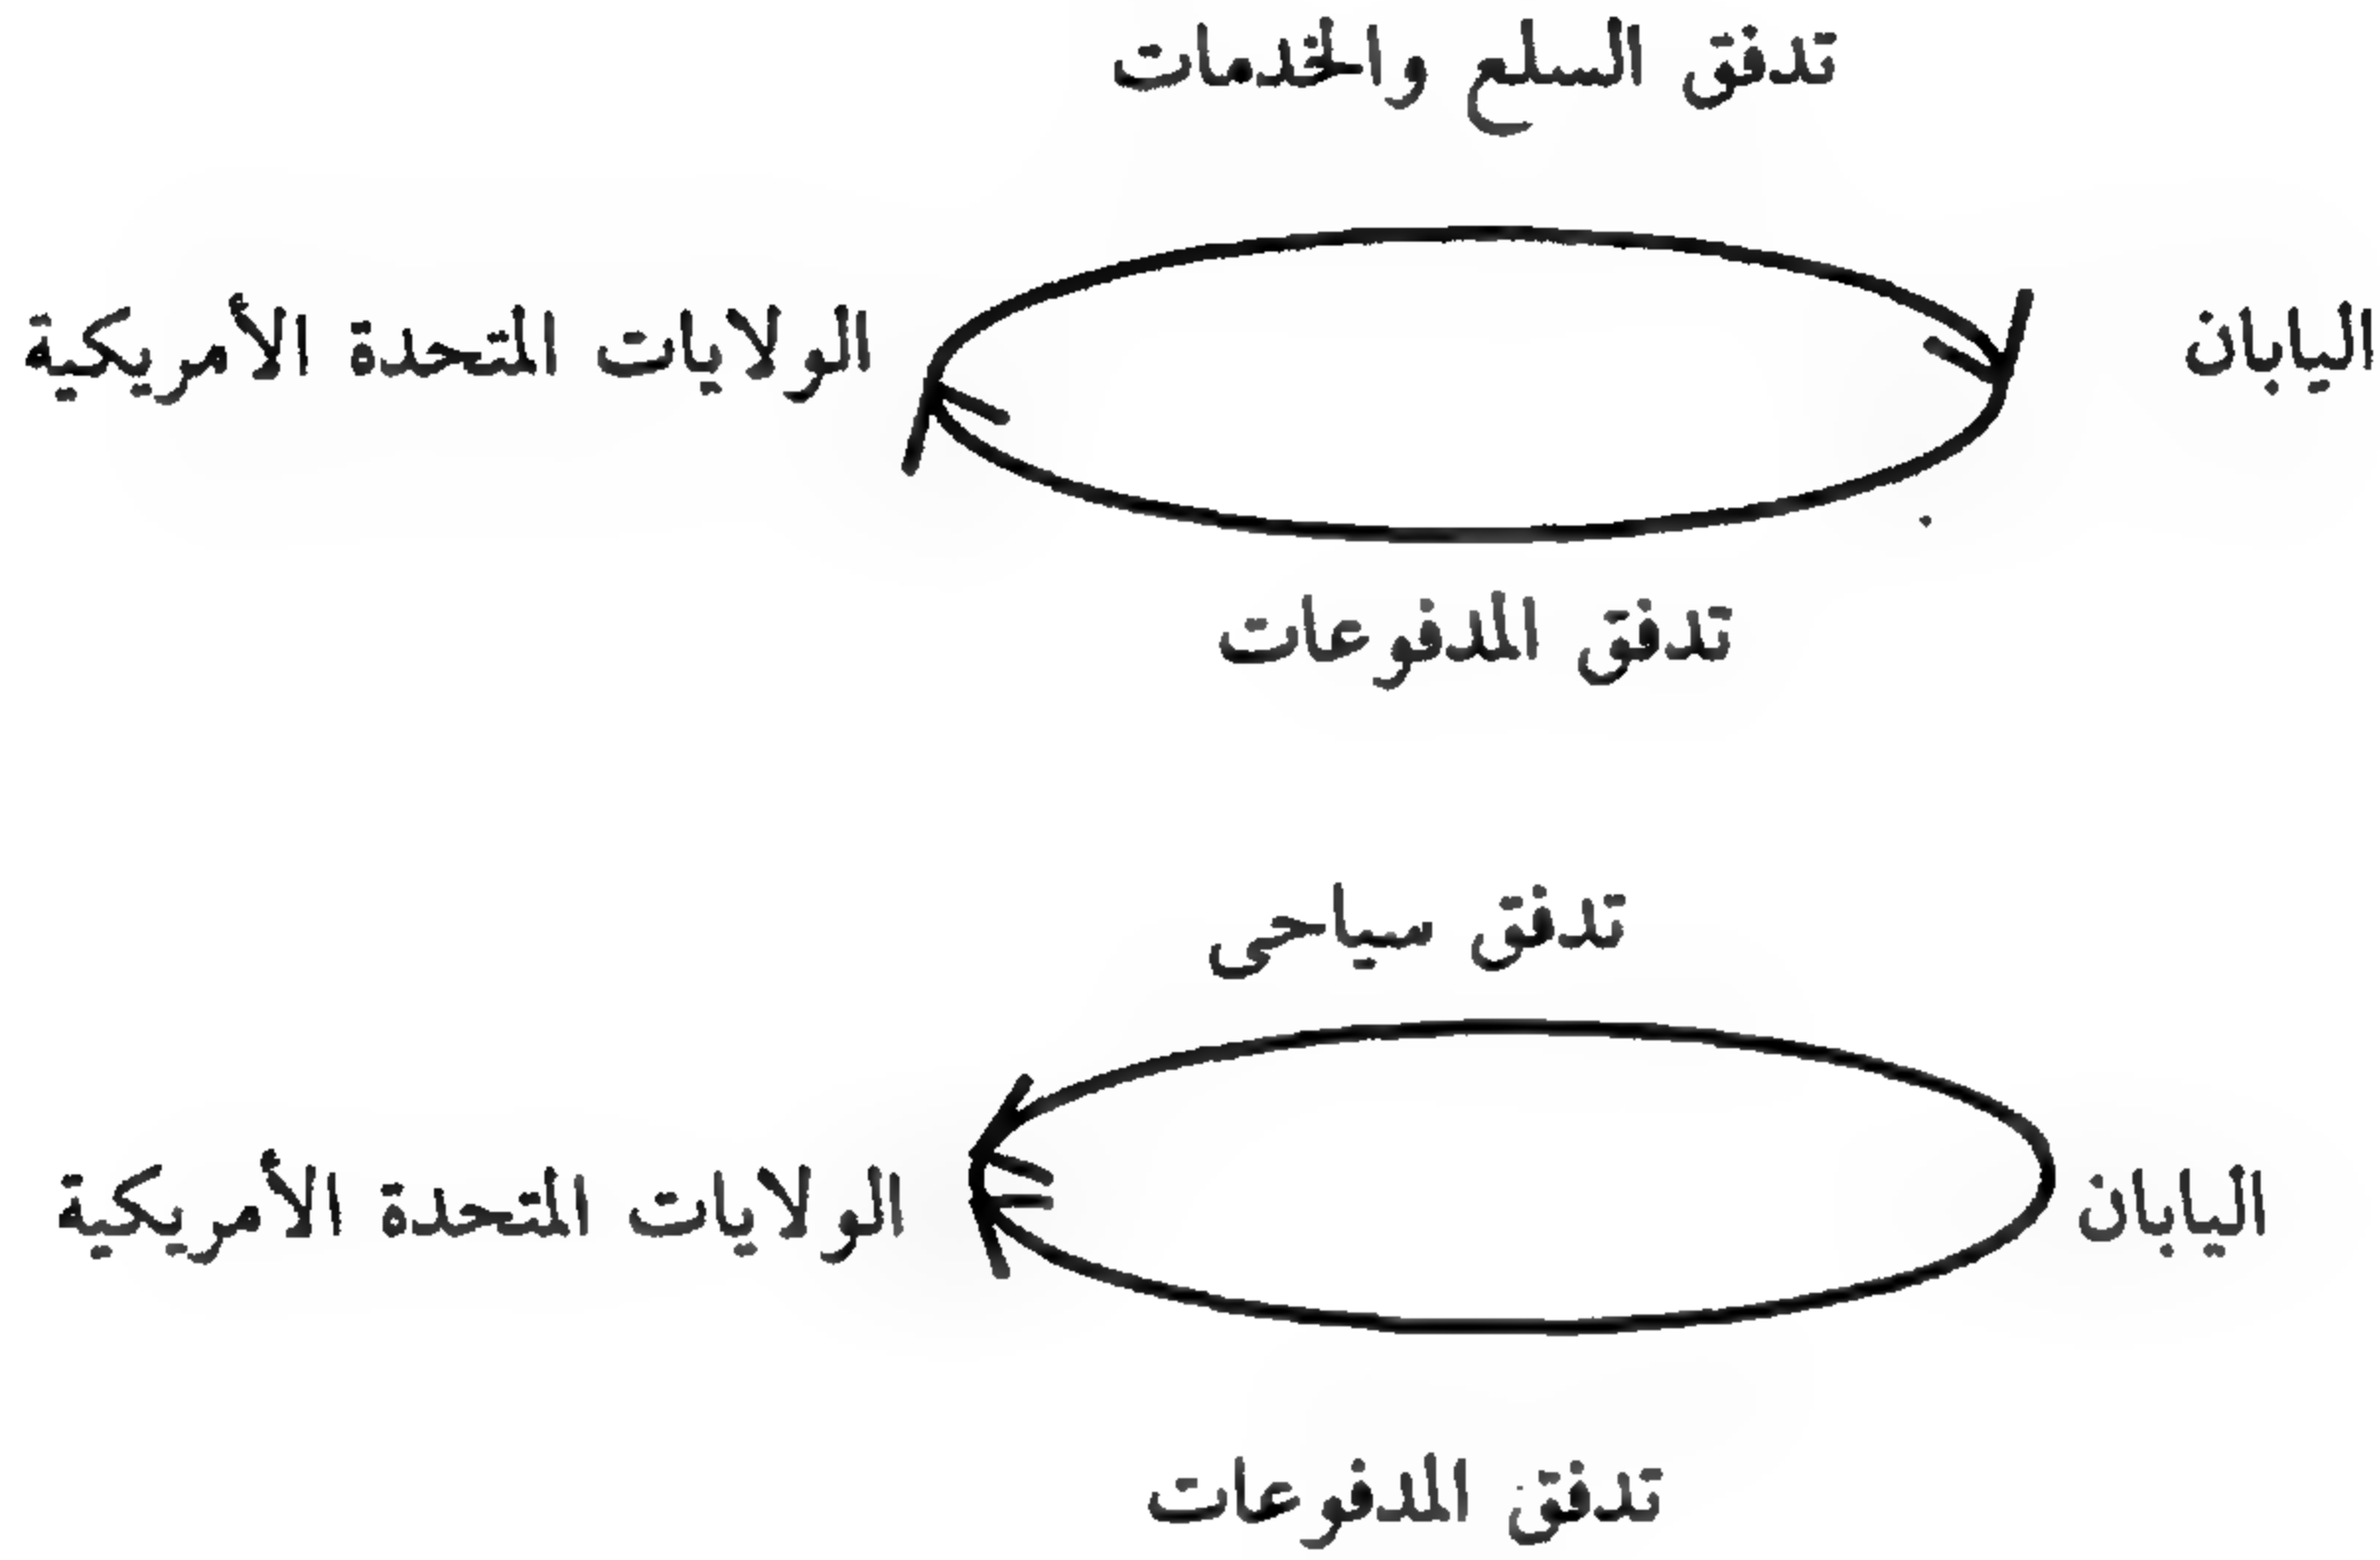 تدفق السلع والخدمات
اليابان
الولايات المتحدة الأمريكية
تدفق المدفوعات
تدفق سياحى
اليابان
الولايات المتحدة الأمريكية
تدفق المدفوعات